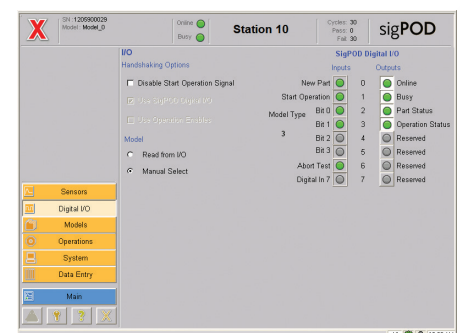 SN :1205900029
Model : Model_0
Online
Busy
Station 10
Cycles: 30
Pass: 0
Fail: 30
sigPOD
I/O
Handshaking Options
Disable Start Operation Signal
Use SigPOD Digital I/O
Use Operation Enables
Model
Read from I/O
Manual Select
SigPOD Digital I/O
Inputs
Outputs
New Part 0 Online
Start Operation 1 Busy
Model Type
3
Bit 0 2 Part Status
Bit 1 3 Operation Status
Bit 2 4 Reserved
Bit 3 5 Reserved
Abort Test 6 Reserved
Digital In 7 7 Reserved
Sensors
Digital I/O
Models
Operations
System
Data Entry
Main